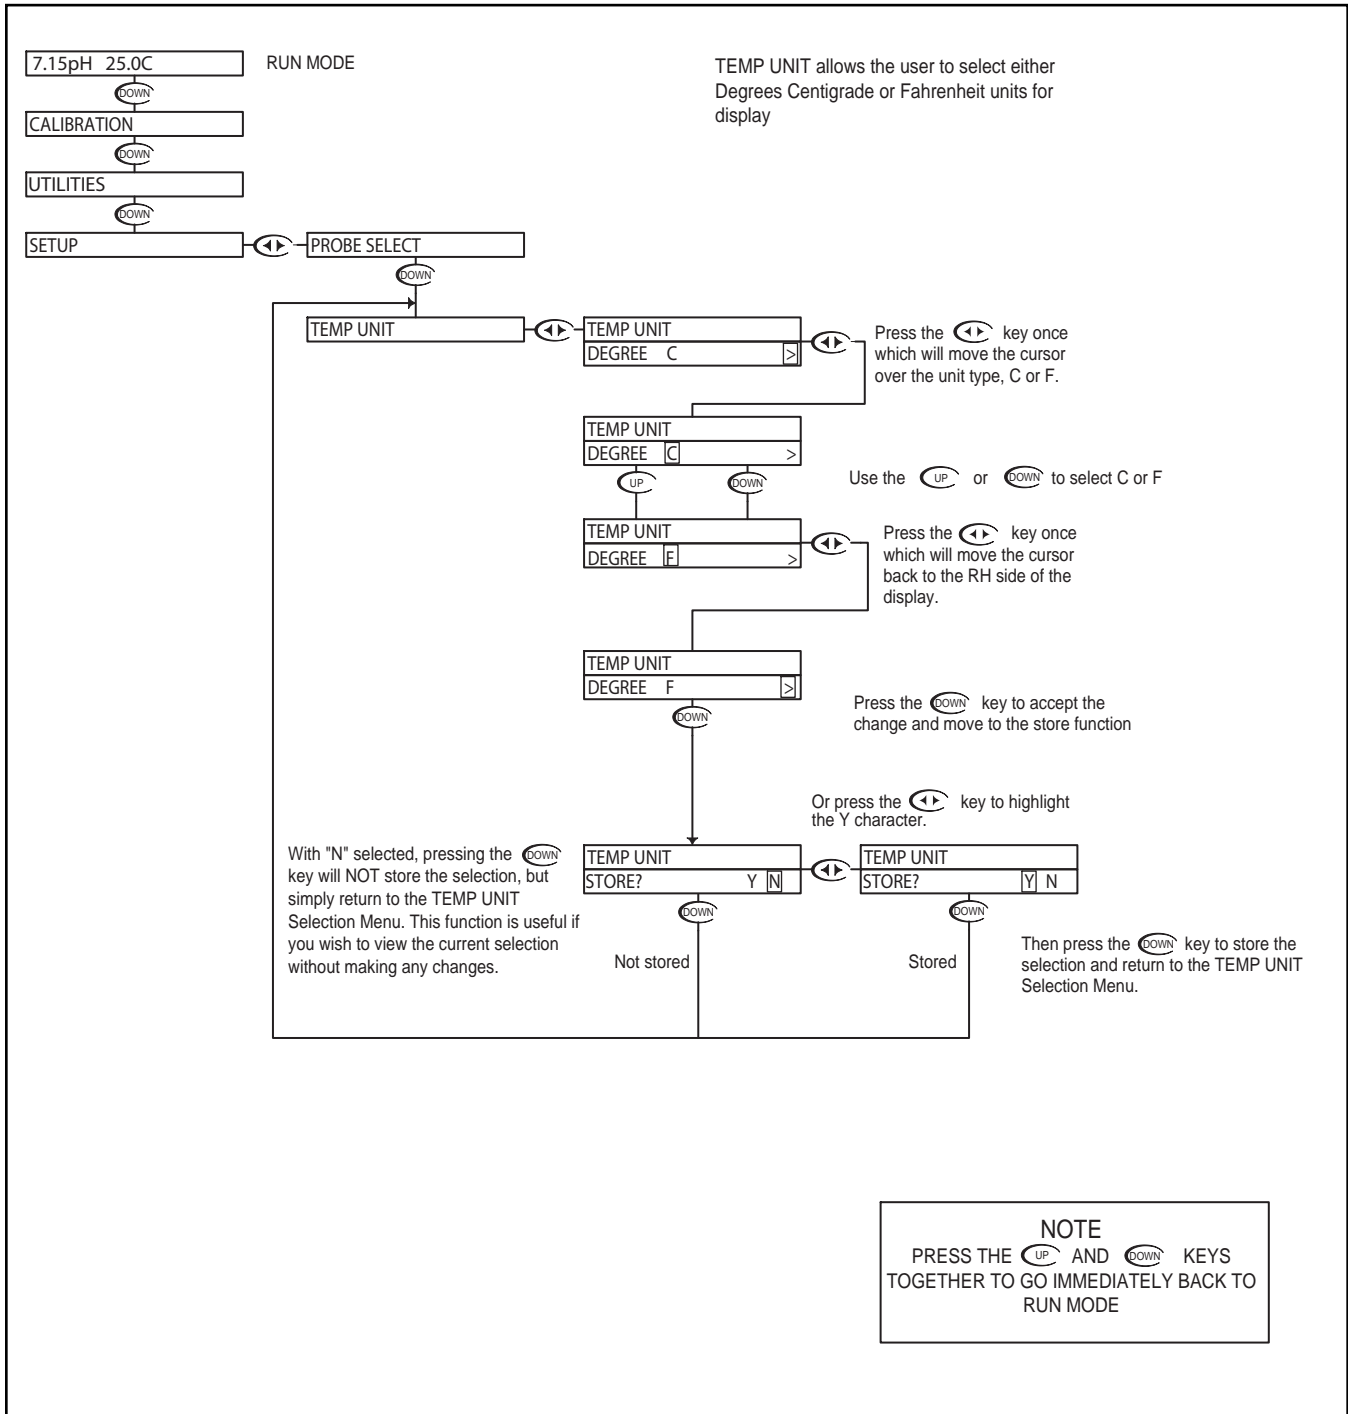 7.15pH 25.0C
RUN MODE
DOWN
CALIBRATION
DOWN
UTILITIES
DOWN
SETUP
PROBE SELECT
DOWN
TEMP UNIT allows the user to select either
Degrees Centigrade or Fahrenheit units for
display
TEMP UNIT
TEMP UNIT
DEGREE C >
Press the key once
which will move the cursor
over the unit type, C or F.
TEMP UNIT
DEGREE C >
UP
DOWN
Use the UP or DOWN to select C or F
TEMP UNIT
DEGREE F >
Press the key once
which will move the cursor
back to the RH side of the
display.
TEMP UNIT
DEGREE F >
DOWN
Press the DOWN key to accept the
change and move to the store function
Or press the key to highlight
the Y character.
With "N" selected, pressing the DOWN
key will NOT store the selection, but
simply return to the TEMP UNIT
Selection Menu. This function is useful if
you wish to view the current selection
without making any changes.
TEMP UNIT
STORE? Y N
DOWN
Not stored
TEMP UNIT
STORE? Y N
DOWN
Stored
Then press the DOWN key to store the
selection and return to the TEMP UNIT
Selection Menu.
NOTE
PRESS THE UP AND DOWN KEYS
TOGETHER TO GO IMMEDIATELY BACK TO
RUN MODE